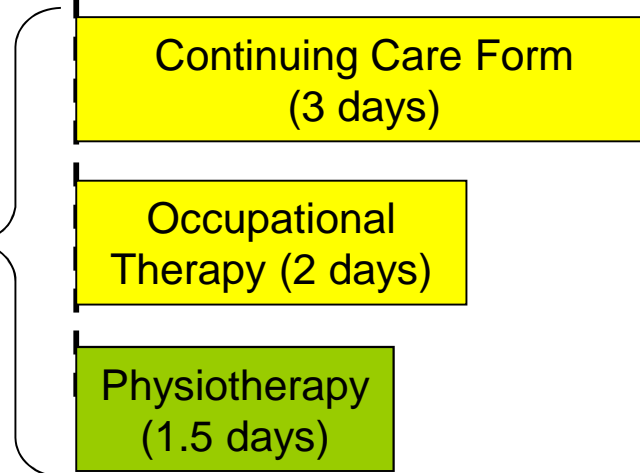 Continuing Care Form
(3 days)
Occupational
Therapy (2 days)
Physiotherapy
(1.5 days)